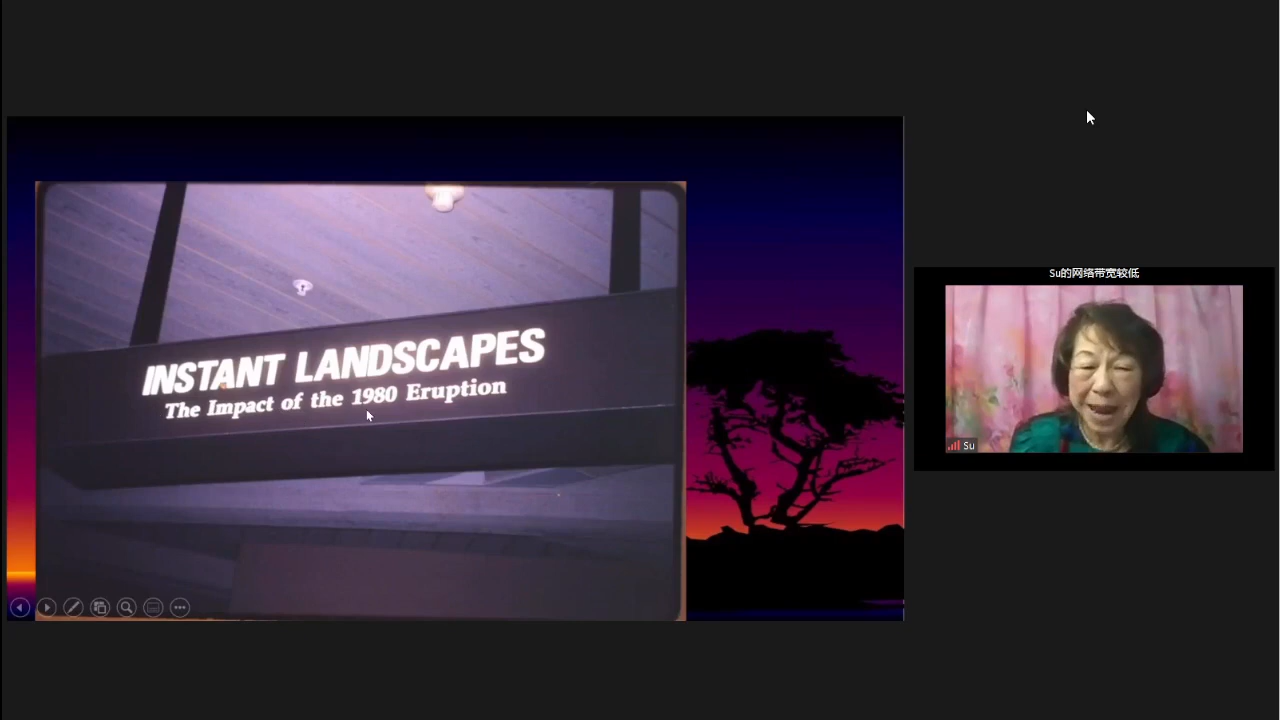 INSTANT LANDSCAPES
The Impact of the 1980 Eruption
Su的网络带宽较低
Su